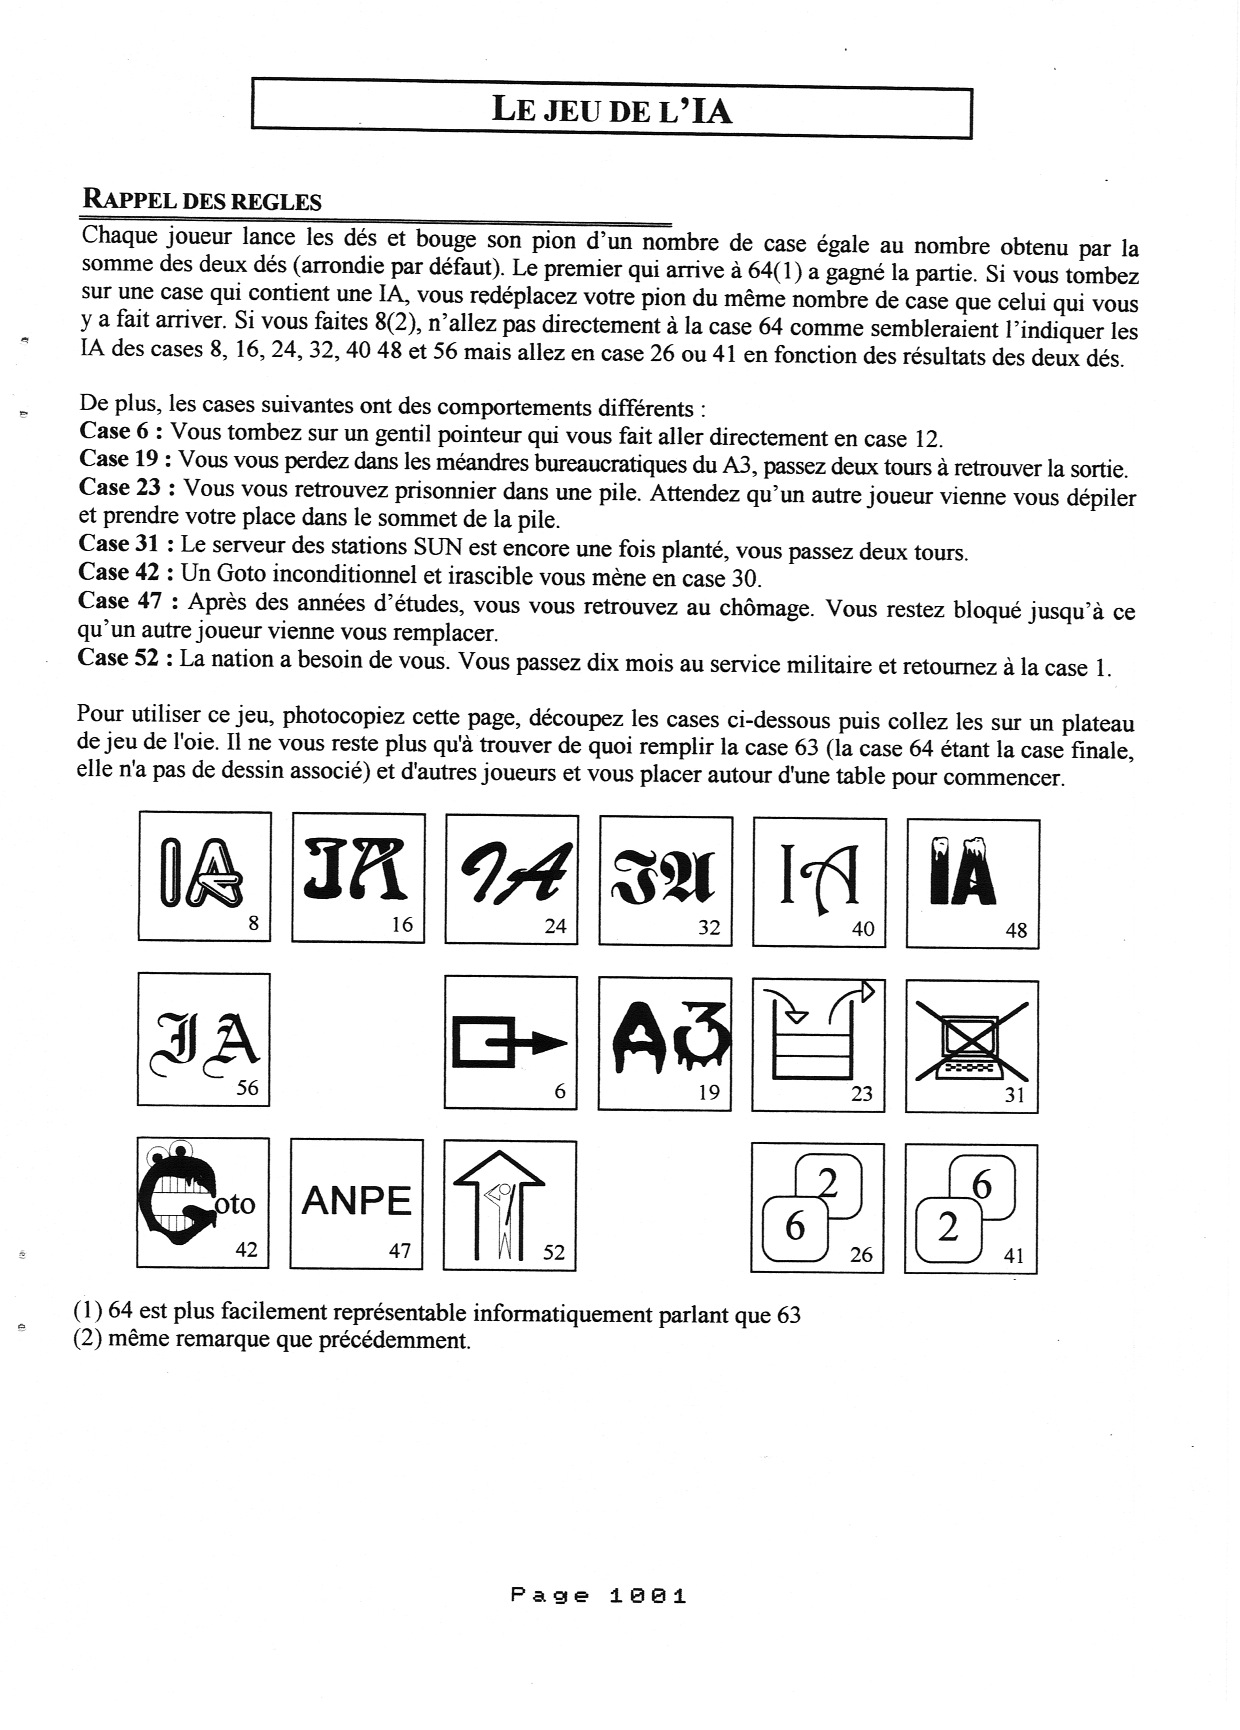 LE JEU DE L'IA
RAPPEL DES REGLES
Chaque joueur lance les dés et bouge son pion d'un nombre de case égale au nombre obtenu par la
somme des deux dés (arrondie par défaut). Le premier qui arrive à 64(1) a gagné la partie. Si vous tombez
sur une case qui contient une IA, vous redéplacez votre pion du même nombre de case que celui qui vous
y a fait arriver. Si vous faites 8(2), n'allez pas directement à la case 64 comme sembleraient l'indiquer les
IA des cases 8, 16, 24, 32, 40 48 et 56 mais allez en case 26 ou 41 en fonction des résultats des deux dés.
De plus, les cases suivantes ont des comportements différents :
Case 6 : Vous tombez sur un gentil pointeur qui vous fait aller directement en case 12.
Case 19 : Vous vous perdez dans les méandres bureaucratiques du A3, passez deux tours à retrouver la sortie.
Case 23 : Vous vous retrouvez prisonnier dans une pile. Attendez qu'un autre joueur vienne vous dépiler
et prendre votre place dans le sommet de la pile.
Case 31 : Le serveur des stations SUN est encore une fois planté, vous passez deux tours.
Case 42 : Un Goto inconditionnel et irascible vous mène en case 30.
Case 47 : Après des années d'études, vous vous retrouvez au chômage. Vous restez bloqué jusqu'à ce
qu'un autre joueur vienne vous remplacer.
Case 52 : La nation a besoin de vous. Vous passez dix mois au service militaire et retournez à la case 1.
Pour utiliser ce jeu, photocopiez cette page, découpez les cases ci-dessous puis collez les sur un plateau
de jeu de l'oie. Il ne vous reste plus qu'à trouver de quoi remplir la case 63 (la case 64 étant la case finale,
elle n'a pas de dessin associé) et d'autres joueurs et vous placer autour d'une table pour commencer.
IA IA IA IA IA IA
8 16 24 32 40 48
IA A3
56 6 19 23 31
Goto ANPE 2 6 6 2
42 47 52 26 41
(1) 64 est plus facilement représentable informatiquement parlant que 63
(2) même remarque que précédemment.
Page 1001